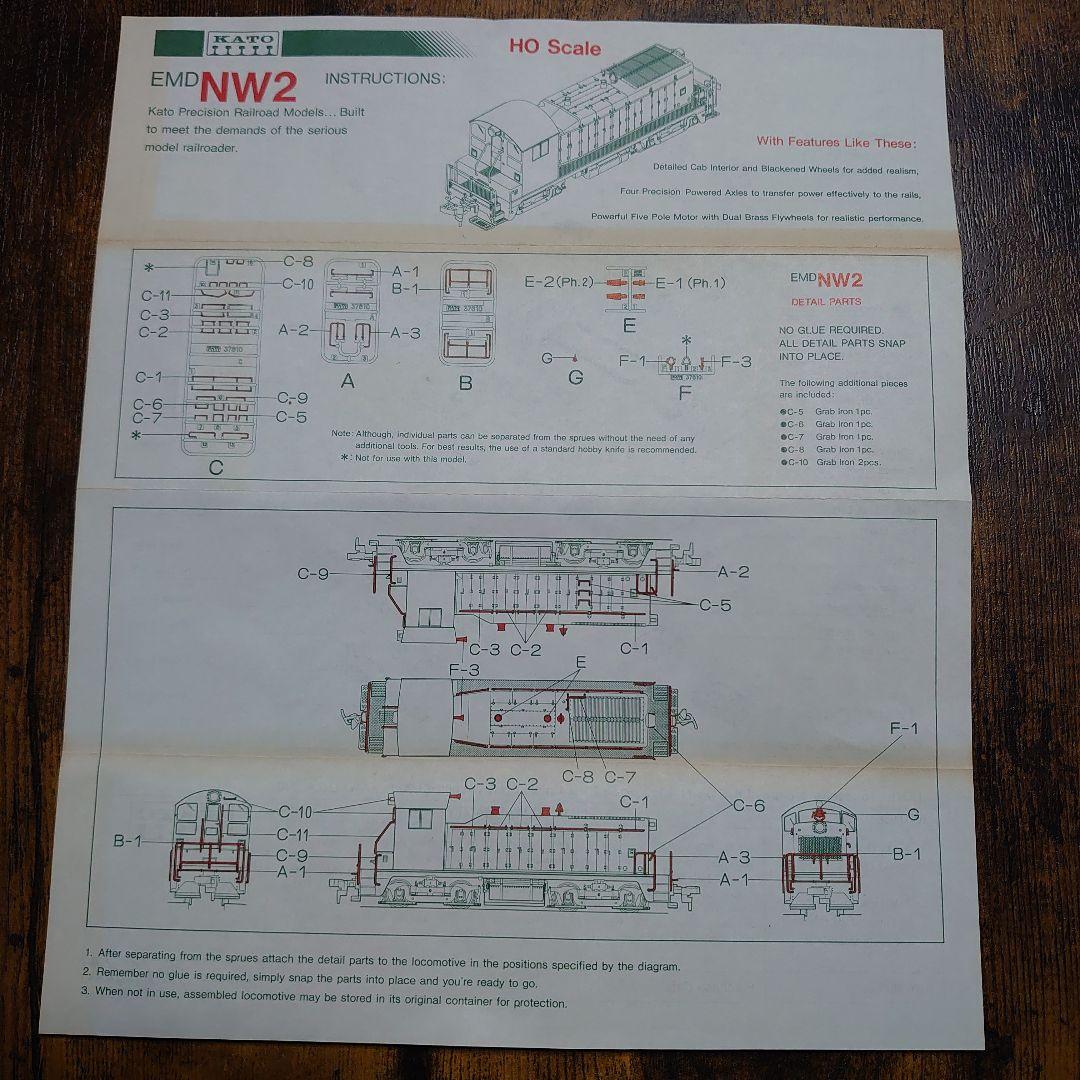 KATO
HO Scale
EMD NW2 INSTRUCTIONS:
Kato Precision Railroad Models... Built
to meet the demands of the serious
model railroader.
With Features Like These:
Detailed Cab Interior and Blackened Wheels for added realism,
Four Precision Powered Axles to transfer power effectively to the rails,
Powerful Five Pole Motor with Dual Brass Flywheels for realistic performance.
*
C-8
C-10
C-11
C-3
C-2
C-1
C-9
C-6
C-7
C-5
*
C
A-1
A-2
A-3
37010
A
B-1
B
E-2 (Ph.2)
E-1 (Ph.1)
E
G
G
*
F-1
F-3
F
EMD NW2
DETAIL PARTS
NO GLUE REQUIRED.
ALL DETAIL PARTS SNAP
INTO PLACE.
The following additional pieces
are included:
●C-5 Grab Iron 1pc.
●C-6 Grab Iron 1pc.
●C-7 Grab Iron 1pc.
●C-8 Grab Iron 1pc.
●C-10 Grab Iron 2pcs.
Note: Although, individual parts can be separated from the sprues without the need of any
additional tools. For best results, the use of a standard hobby knife is recommended.
*: Not for use with this model.
C-9
A-2
C-5
C-3 C-2
C-1
F-3
E
F-1
C-8 C-7
C-3 C-2
C-1
C-6
C-10
G
C-11
B-1
C-9
A-3
B-1
A-1
A-1
1. After separating from the sprues attach the detail parts to the locomotive in the positions specified by the diagram.
2. Remember no glue is required, simply snap the parts into place and you're ready to go.
3. When not in use, assembled locomotive may be stored in its original container for protection.